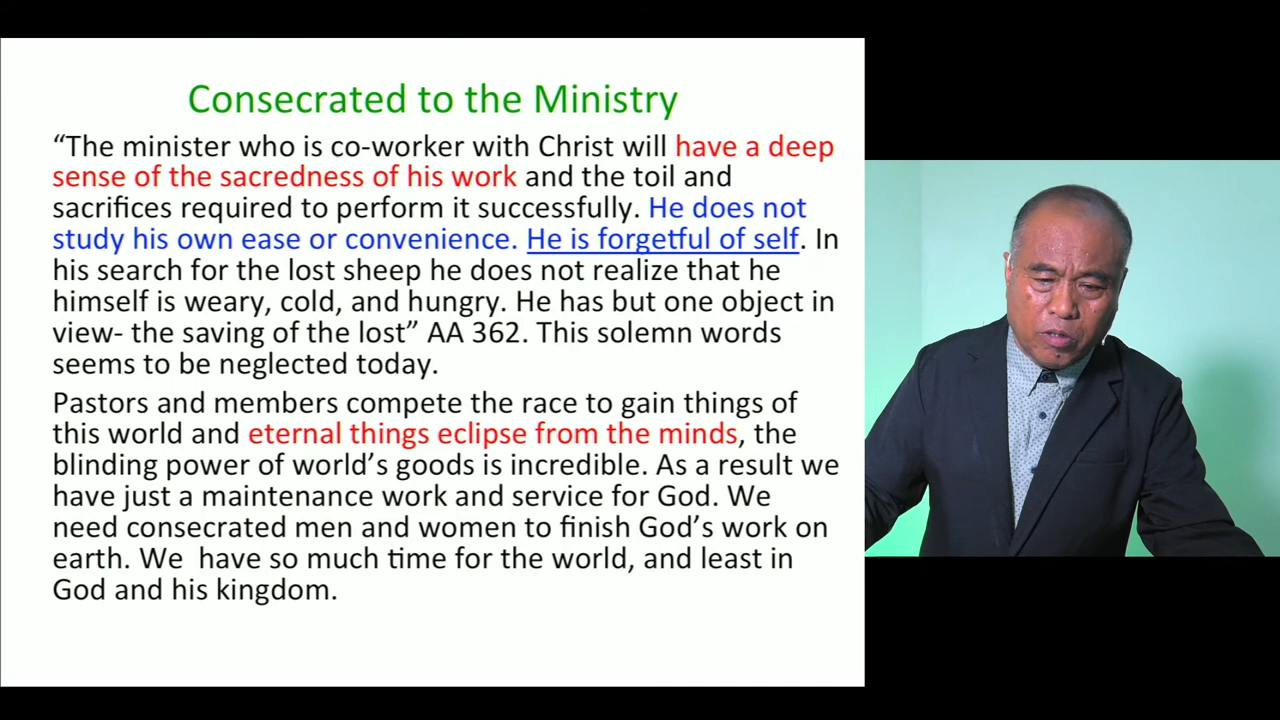 Consecrated to the Ministry
“The minister who is co-worker with Christ will have a deep
sense of the sacredness of his work and the toil and
sacrifices required to perform it successfully. He does not
study his own ease or convenience. He is forgetful of self. In
his search for the lost sheep he does not realize that he
himself is weary, cold, and hungry. He has but one object in
view- the saving of the lost” AA 362. This solemn words
seems to be neglected today.
Pastors and members compete the race to gain things of
this world and eternal things eclipse from the minds, the
blinding power of world’s goods is incredible. As a result we
have just a maintenance work and service for God. We
need consecrated men and women to finish God’s work on
earth. We  have so much time for the world, and least in
God and his kingdom.